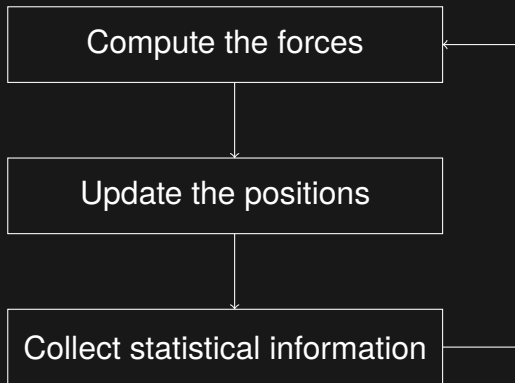 Compute the forces
Update the positions
Collect statistical information